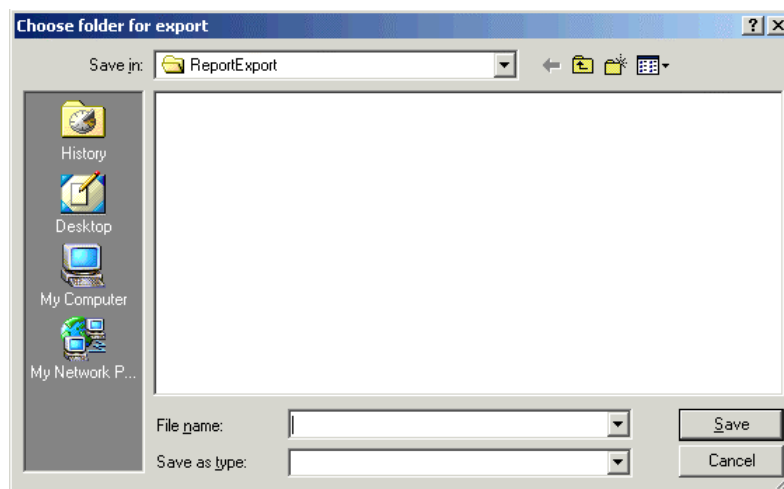 Choose folder for export
Save in: ReportExport
History
Desktop
My Computer
My Network P...
File name:
Save
Save as type:
Cancel